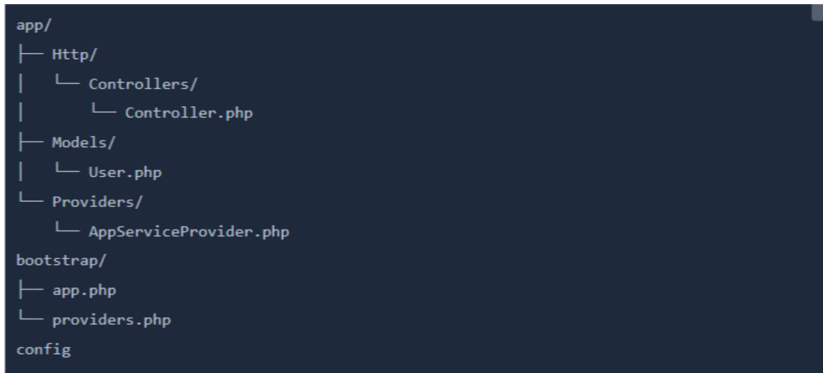 app/
├── Http/
│   └── Controllers/
│       └── Controller.php
├── Models/
│   └── User.php
└── Providers/
    └── AppServiceProvider.php
bootstrap/
├── app.php
└── providers.php
config